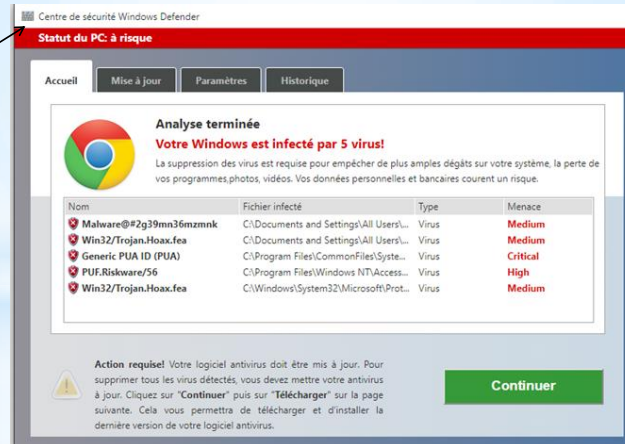 Centre de sécurité Windows Defender
Statut du PC: à risque
Accueil Mise à jour Paramètres Historique
Analyse terminée
Votre Windows est infecté par 5 virus!
La suppression des virus est requise pour empêcher de plus amples dégâts sur votre système, la perte de
vos programmes,photos, vidéos. Vos données personnelles et bancaires courent un risque.
Nom Fichier infecté Type Menace
Malware@#2g39mn36mzmnk C:\Documents and Settings\All Users\... Virus Medium
Win32/Trojan.Hoax.fea C:\Documents and Settings\All Users\... Virus Medium
Generic PUA ID (PUA) C:\Program Files\CommonFiles\Syste... Virus Critical
PUF.Riskware/56 C:\Program Files\Windows NT\Access... Virus High
Win32/Trojan.Hoax.fea C:\Windows\System32\Microsoft\Prot... Virus Medium
Action requise! Votre logiciel antivirus doit être mis à jour. Pour
supprimer tous les virus détectés, vous devez mettre votre antivirus
à jour. Cliquez sur "Continuer" puis sur "Télécharger" sur la page
suivante. Cela vous permettra de télécharger et d'installer la
dernière version de votre logiciel antivirus.
Continuer